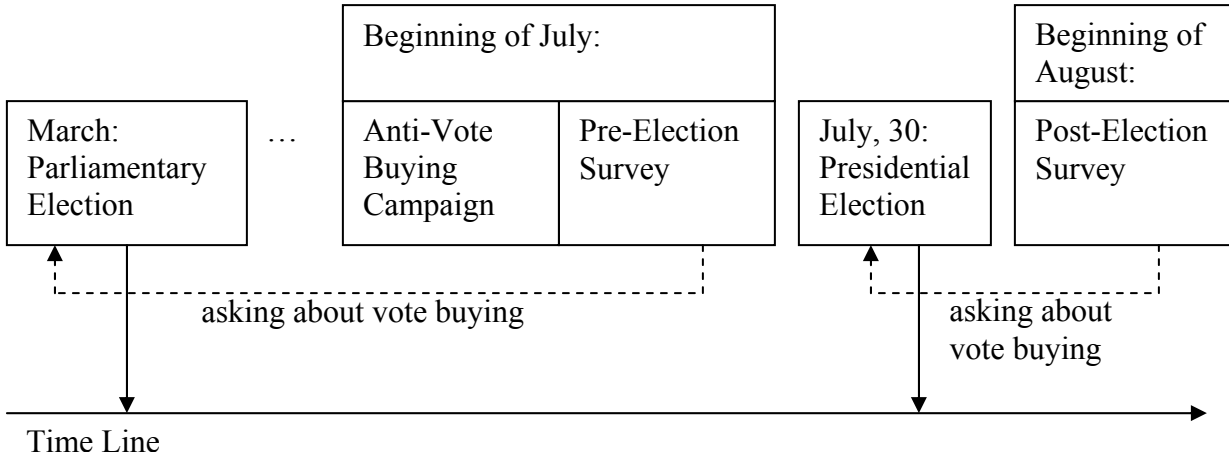 Beginning of July:
Beginning of
August:
March:
Parliamentary
Election
…
Anti-Vote
Buying
Campaign
Pre-Election
Survey
July, 30:
Presidential
Election
Post-Election
Survey
asking about vote buying
asking about
vote buying
Time Line